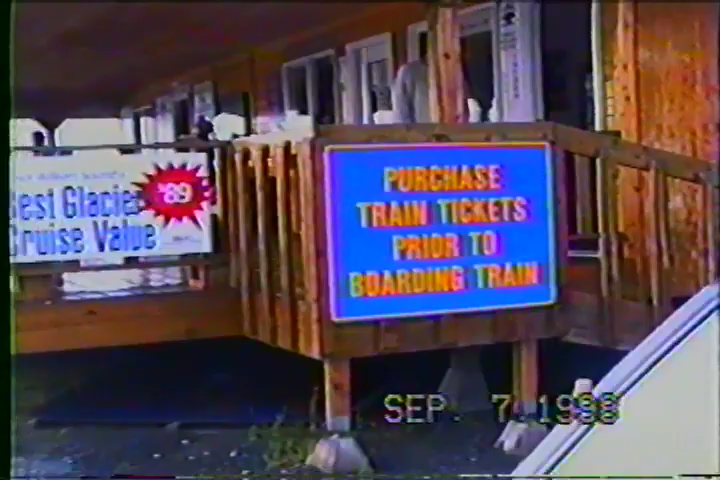 Best Glacier
$89
Cruise Value
PURCHASE
TRAIN TICKETS
PRIOR TO
BOARDING TRAIN
SEP. 7. 1998